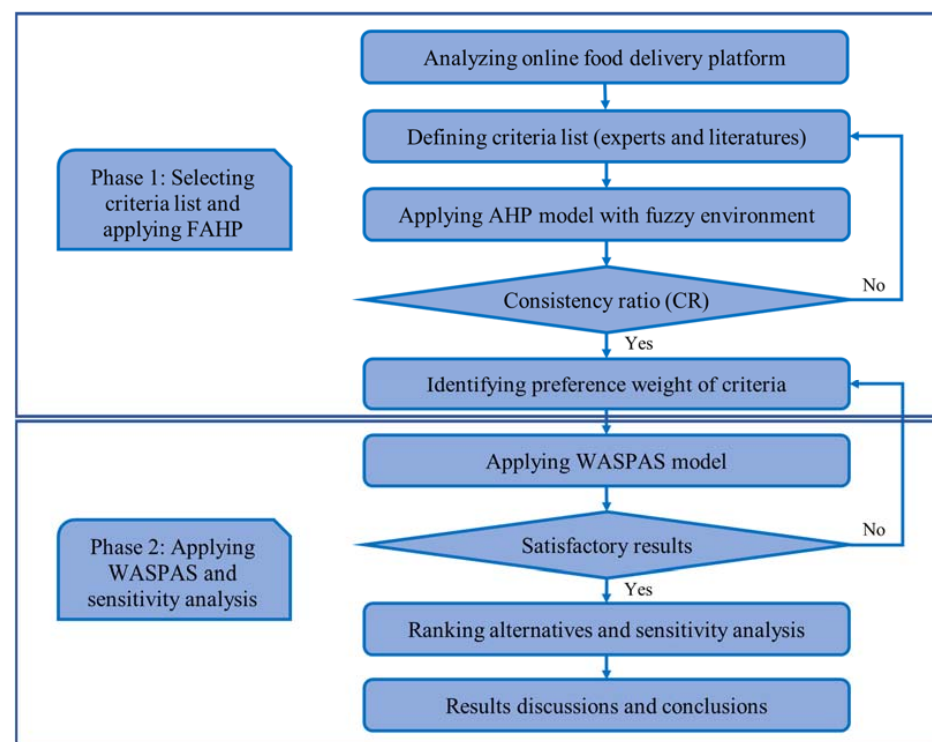 Analyzing online food delivery platform
Defining criteria list (experts and literatures)
Phase 1: Selecting
criteria list and
applying FAHP
Applying AHP model with fuzzy environment
Consistency ratio (CR)
No
Yes
Identifying preference weight of criteria
Applying WASPAS model
Phase 2: Applying
WASPAS and
sensitivity analysis
Satisfactory results
No
Yes
Ranking alternatives and sensitivity analysis
Results discussions and conclusions